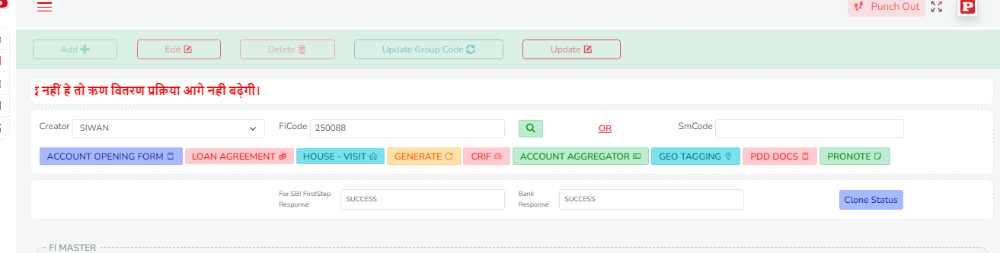 Punch Out
Add
Edit
Delete
Update Group Code
Update
नहीं है तो ऋण वितरण प्रक्रिया आगे नही बढ़ेगी।
Creator SIWAN FiCode 250088 OR SmCode
ACCOUNT OPENING FORM LOAN AGREEMENT HOUSE - VISIT GENERATE CRIF ACCOUNT AGGREGATOR GEO TAGGING PDD DOCS PRONOTE
For SBI FirstStep
Response
SUCCESS
Bank
Response
SUCCESS
Clone Status
FI MASTER